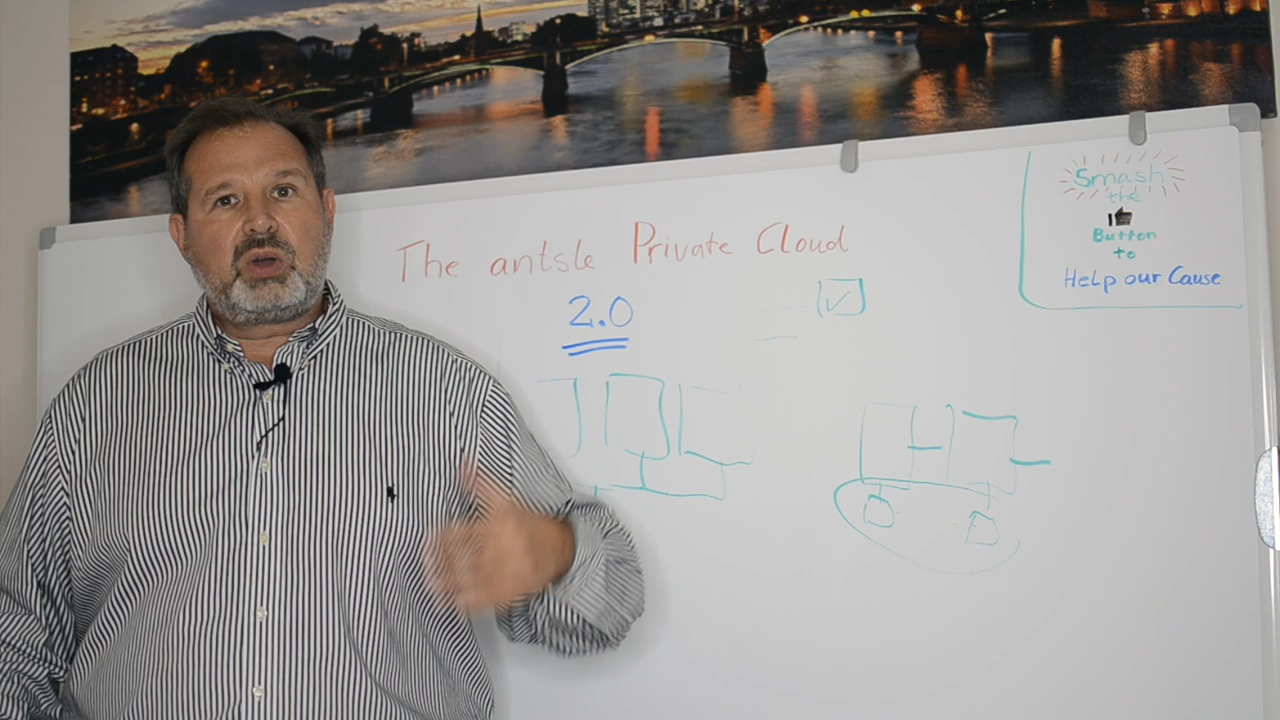 The antsle Private Cloud
2.0
Smash
the
Button
to
Help our Cause